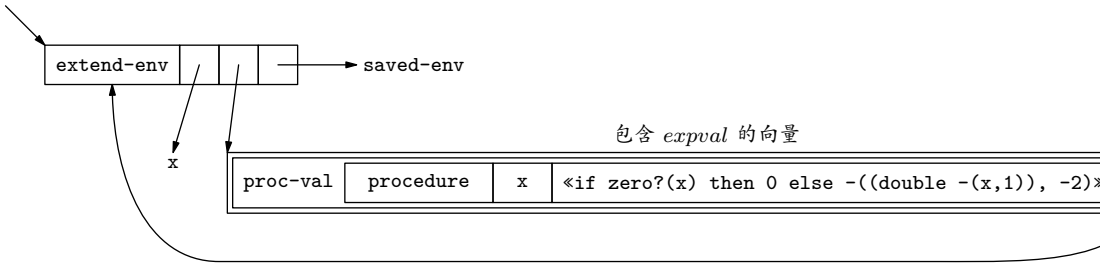 extend-env saved-env
包含 expval 的向量
x
proc-val procedure x «if zero?(x) then 0 else -((double -(x,1)), -2)»